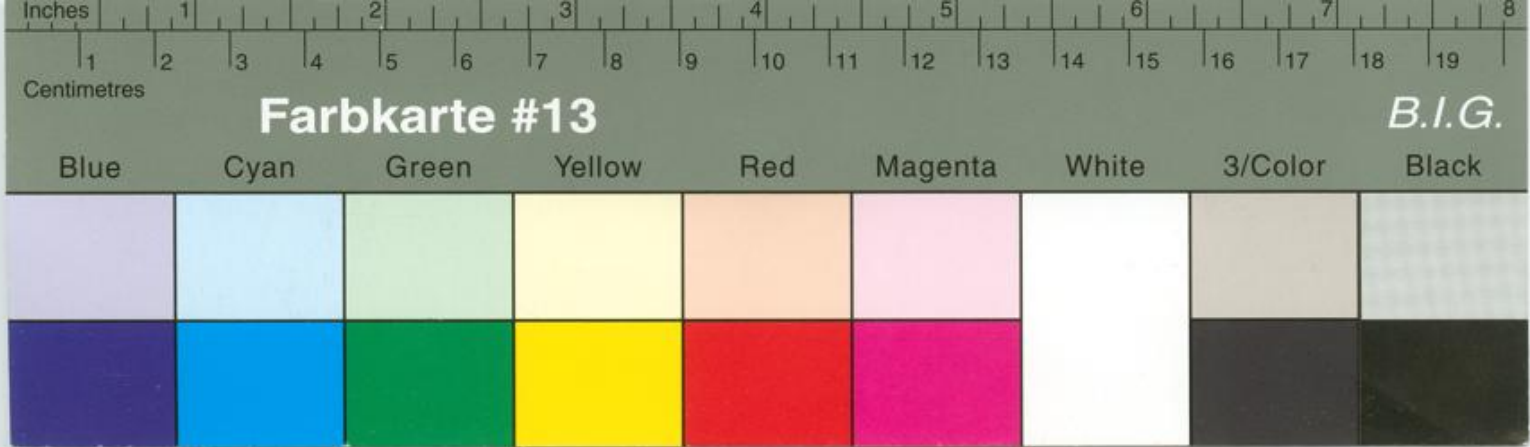 Inches 1 2 3 4 5 6 7 8
1 2 3 4 5 6 7 8 9 10 11 12 13 14 15 16 17 18 19
Centimetres
Farbkarte #13 B.I.G.
Blue Cyan Green Yellow Red Magenta White 3/Color Black